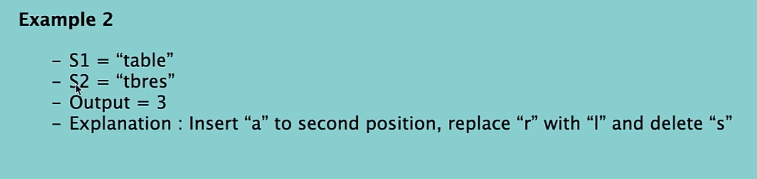 Example 2
– S1 = “table”
– S2 = “tbres”
– Output = 3
– Explanation : Insert “a” to second position, replace “r” with “l” and delete “s”